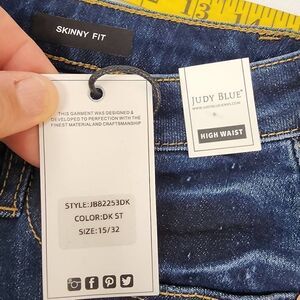 13
SKINNY FIT
THIS GARMENT WAS DESIGNED &
DEVELOPED TO PERFECTION WITH THE
FINEST MATERIAL AND CRAFTSMANSHIP
STYLE:JB82253DK
COLOR:DK ST
SIZE:15/32
JUDY BLUE
HIGH WAIST